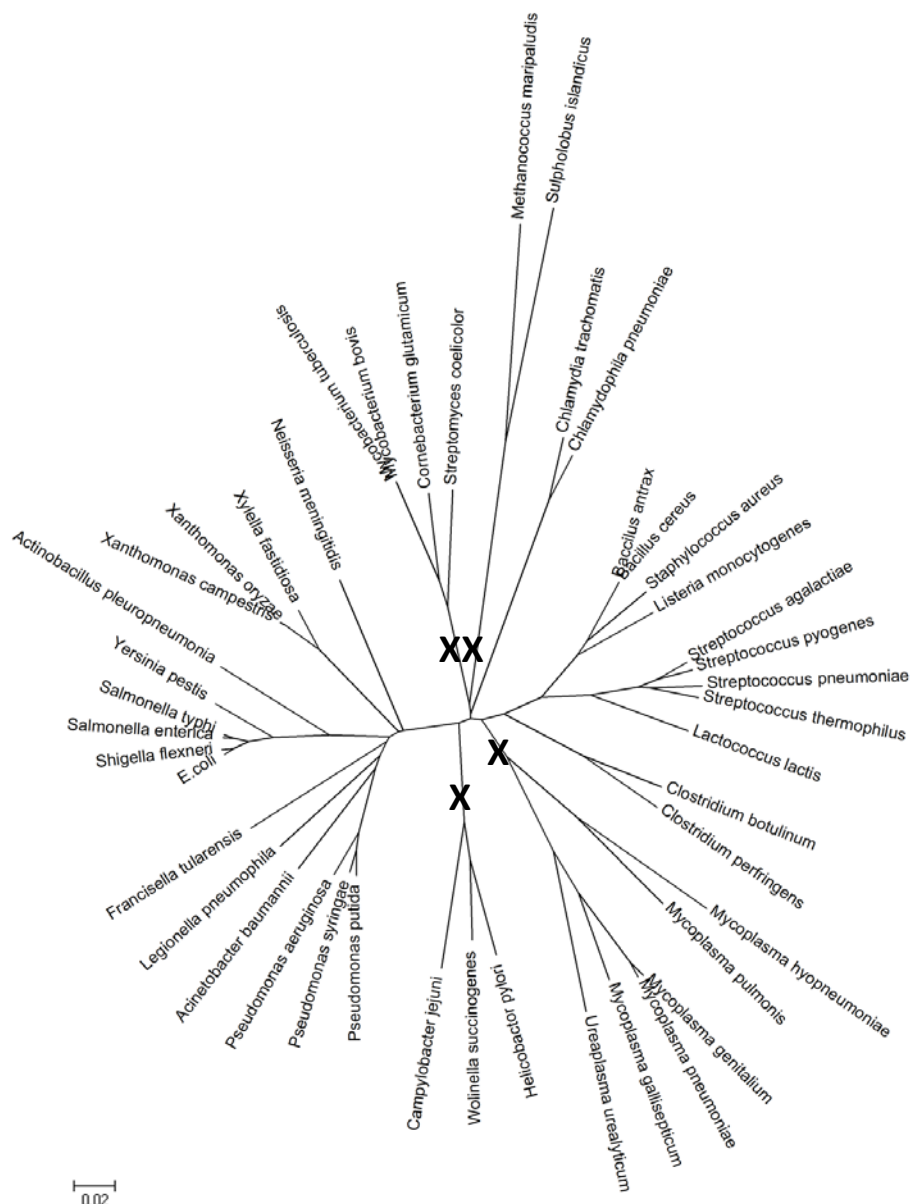 Methanococcus maripaludis
Sulpholobus islandicus
Chlamydia trachomatis
Chlamydophila pneumoniae
Baccilus antrax
Bacillus cereus
Staphylococcus aureus
Listeria monocytogenes
Streptococcus agalactiae
Streptococcus pyogenes
Streptococcus pneumoniae
Streptococcus thermophilus
Lactococcus lactis
Clostridium botulinum
Clostridium perfringens
Mycoplasma hyopneumoniae
Mycoplasma pulmonis
Mycoplasma genitalium
Mycoplasma pneumoniae
Mycoplasma gallisepticum
Ureaplasma urealyticum
Helicobactor pylori
Wolinella succinogenes
Campylobacter jejuni
Pseudomonas putida
Pseudomonas syringae
Pseudomonas aeruginosa
Acinetobacter baumannii
Legionella pneumophila
Francisella tularensis
E.coli
Shigella flexneri
Salmonella enterica
Salmonella typhi
Yersinia pestis
Actinobacillus pleuropneumonia
Xanthomonas campestris
Xanthomonas oryzae
Xylella fastidiosa
Neisseria meningitidis
Mycobacterium tuberculosis
Mycobacterium bovis
Cornebacterium glutamicum
Streptomyces coelicolor
XX
X
X
0.02